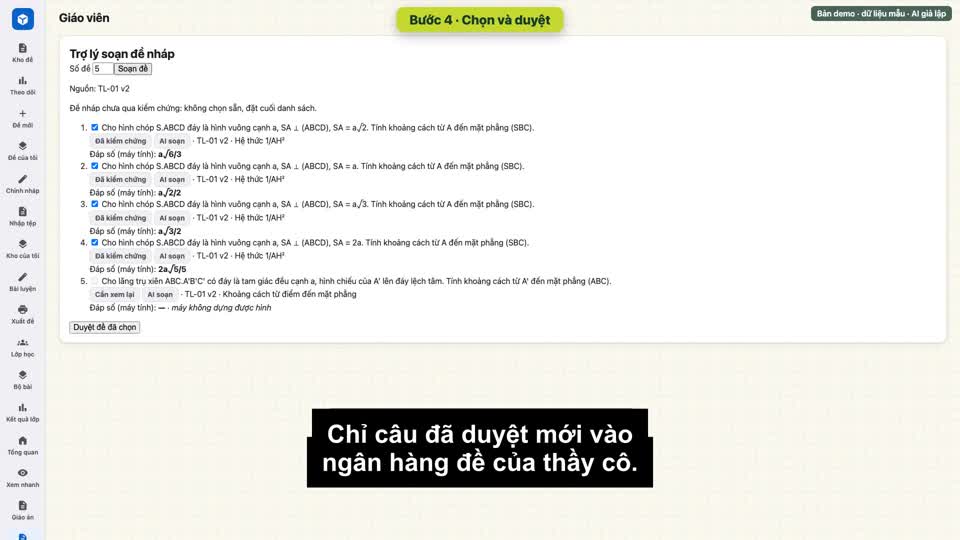 Giáo viên
Bước 4 · Chọn và duyệt
Bản demo · dữ liệu mẫu · AI giả lập
Kho đề
Theo dõi
Đề mới
Đề của tôi
Chỉnh nháp
Nhập tệp
Kho của tôi
Bài luyện
Xuất đề
Lớp học
Bộ bài
Kết quả lớp
Tổng quan
Xem nhanh
Giáo án
Trợ lý soạn đề nháp
Số đề 5 Soạn đề
Nguồn: TL-01 v2
Đề nháp chưa qua kiểm chứng: không chọn sẵn, đặt cuối danh sách.
1. Cho hình chóp S.ABCD đáy là hình vuông cạnh a, SA ⊥ (ABCD), SA = a√2. Tính khoảng cách từ A đến mặt phẳng (SBC).
Đã kiểm chứng AI soạn · TL-01 v2 · Hệ thức 1/AH²
Đáp số (máy tính): a√6/3
2. Cho hình chóp S.ABCD đáy là hình vuông cạnh a, SA ⊥ (ABCD), SA = a. Tính khoảng cách từ A đến mặt phẳng (SBC).
Đã kiểm chứng AI soạn · TL-01 v2 · Hệ thức 1/AH²
Đáp số (máy tính): a√2/2
3. Cho hình chóp S.ABCD đáy là hình vuông cạnh a, SA ⊥ (ABCD), SA = a√3. Tính khoảng cách từ A đến mặt phẳng (SBC).
Đã kiểm chứng AI soạn · TL-01 v2 · Hệ thức 1/AH²
Đáp số (máy tính): a√3/2
4. Cho hình chóp S.ABCD đáy là hình vuông cạnh a, SA ⊥ (ABCD), SA = 2a. Tính khoảng cách từ A đến mặt phẳng (SBC).
Đã kiểm chứng AI soạn · TL-01 v2 · Hệ thức 1/AH²
Đáp số (máy tính): 2a√5/5
5. Cho lăng trụ xiên ABC.A'B'C' có đáy là tam giác đều cạnh a, hình chiếu của A' lên đáy lệch tâm. Tính khoảng cách từ A' đến mặt phẳng (ABC).
Cần xem lại AI soạn · TL-01 v2 · Khoảng cách từ điểm đến mặt phẳng
Đáp số (máy tính): — · máy không dựng được hình
Duyệt đề đã chọn
Chỉ câu đã duyệt mới vào
ngân hàng đề của thầy cô.